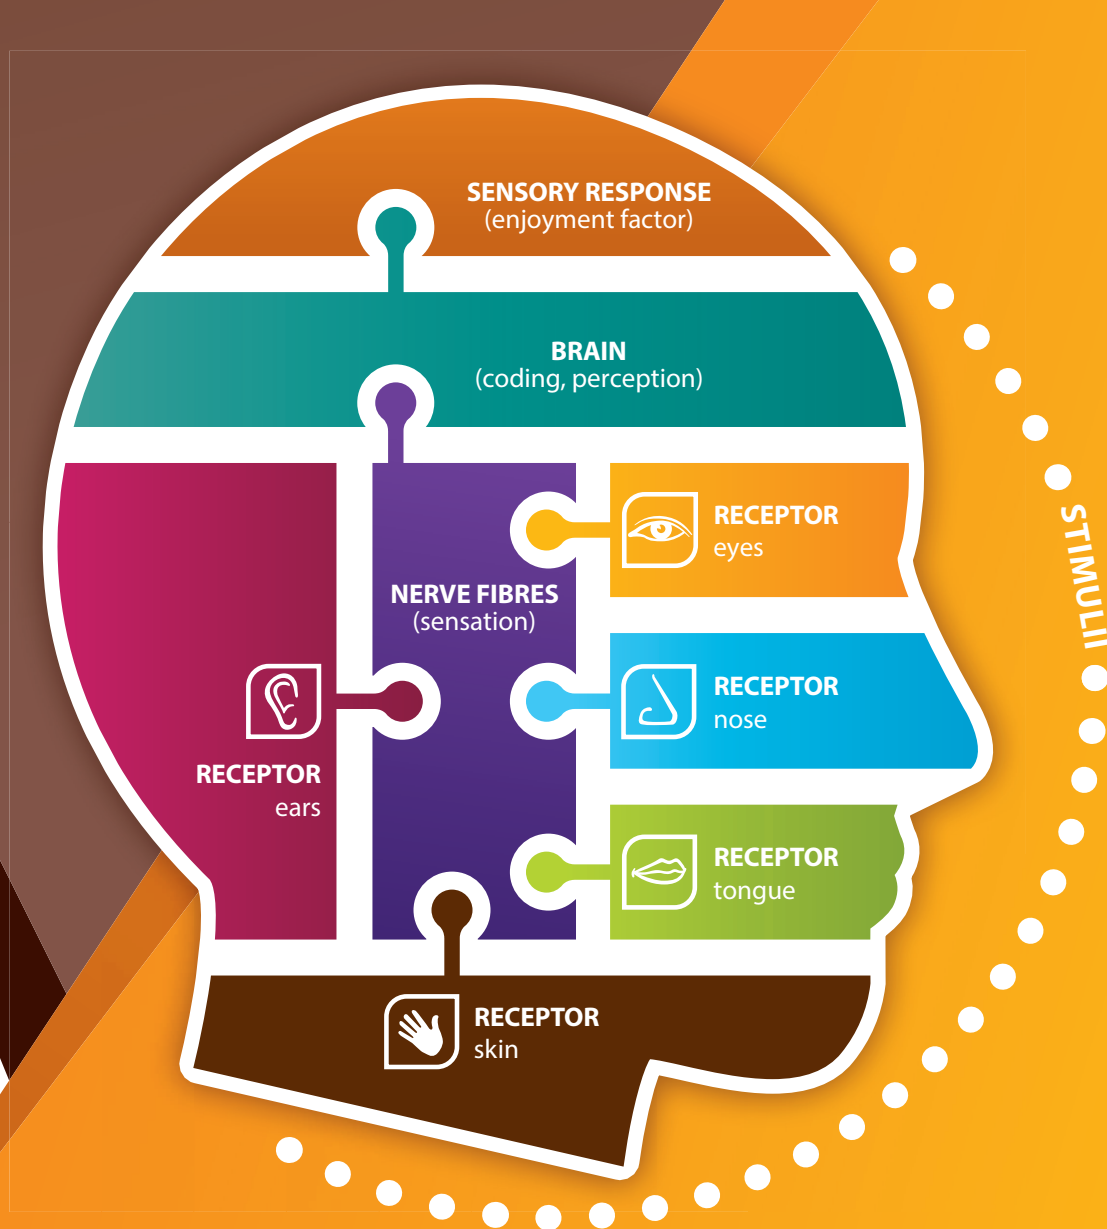 SENSORY RESPONSE
(enjoyment factor)
BRAIN
(coding, perception)
RECEPTOR
eyes
STIMULII
NERVE FIBRES
(sensation)
RECEPTOR
nose
RECEPTOR
ears
RECEPTOR
tongue
RECEPTOR
skin